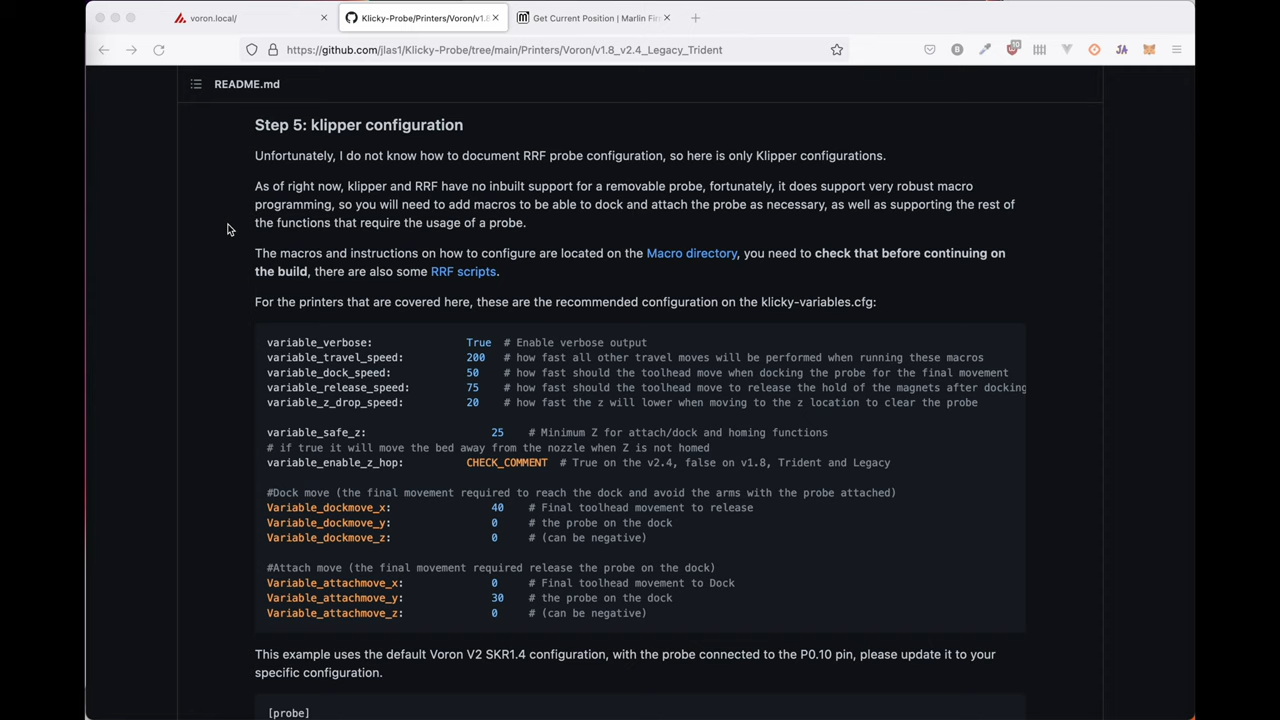 voron.local/
Klicky-Probe/Printers/Voron/v1.8
Get Current Position | Marlin Fir
https://github.com/jlas1/Klicky-Probe/tree/main/Printers/Voron/v1.8_v2.4_Legacy_Trident
10
JA
README.md
Step 5: klipper configuration
Unfortunately, I do not know how to document RRF probe configuration, so here is only Klipper configurations.
As of right now, klipper and RRF have no inbuilt support for a removable probe, fortunately, it does support very robust macro
programming, so you will need to add macros to be able to dock and attach the probe as necessary, as well as supporting the rest of
the functions that require the usage of a probe.
The macros and instructions on how to configure are located on the Macro directory, you need to check that before continuing on
the build, there are also some RRF scripts.
For the printers that are covered here, these are the recommended configuration on the klicky-variables.cfg:
variable_verbose: True # Enable verbose output
variable_travel_speed: 200 # how fast all other travel moves will be performed when running these macros
variable_dock_speed: 50 # how fast should the toolhead move when docking the probe for the final movement
variable_release_speed: 75 # how fast should the toolhead move to release the hold of the magnets after docking
variable_z_drop_speed: 20 # how fast the z will lower when moving to the z location to clear the probe
variable_safe_z: 25 # Minimum Z for attach/dock and homing functions
# if true it will move the bed away from the nozzle when Z is not homed
variable_enable_z_hop: CHECK_COMMENT # True on the v2.4, false on v1.8, Trident and Legacy
#Dock move (the final movement required to reach the dock and avoid the arms with the probe attached)
Variable_dockmove_x: 40 # Final toolhead movement to release
Variable_dockmove_y: 0 # the probe on the dock
Variable_dockmove_z: 0 # (can be negative)
#Attach move (the final movement required release the probe on the dock)
Variable_attachmove_x: 0 # Final toolhead movement to Dock
Variable_attachmove_y: 30 # the probe on the dock
Variable_attachmove_z: 0 # (can be negative)
This example uses the default Voron V2 SKR1.4 configuration, with the probe connected to the P0.10 pin, please update it to your
specific configuration.
[probe]